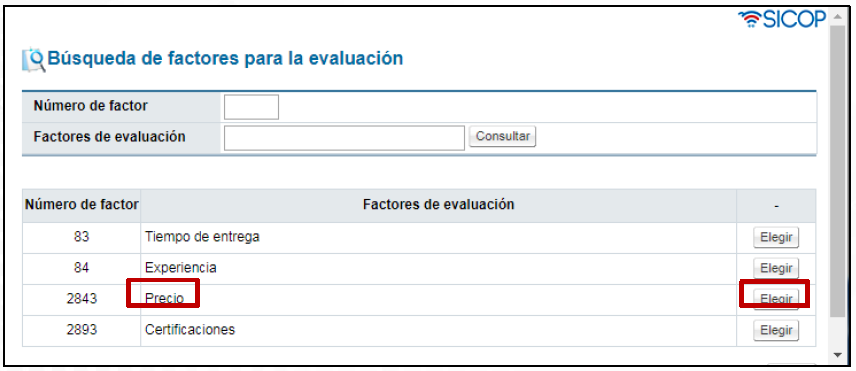 SICOP
Búsqueda de factores para la evaluación
Número de factor
Factores de evaluación Consultar
Número de factor Factores de evaluación -
83 Tiempo de entrega Elegir
84 Experiencia Elegir
2843 Precio Elegir
2893 Certificaciones Elegir